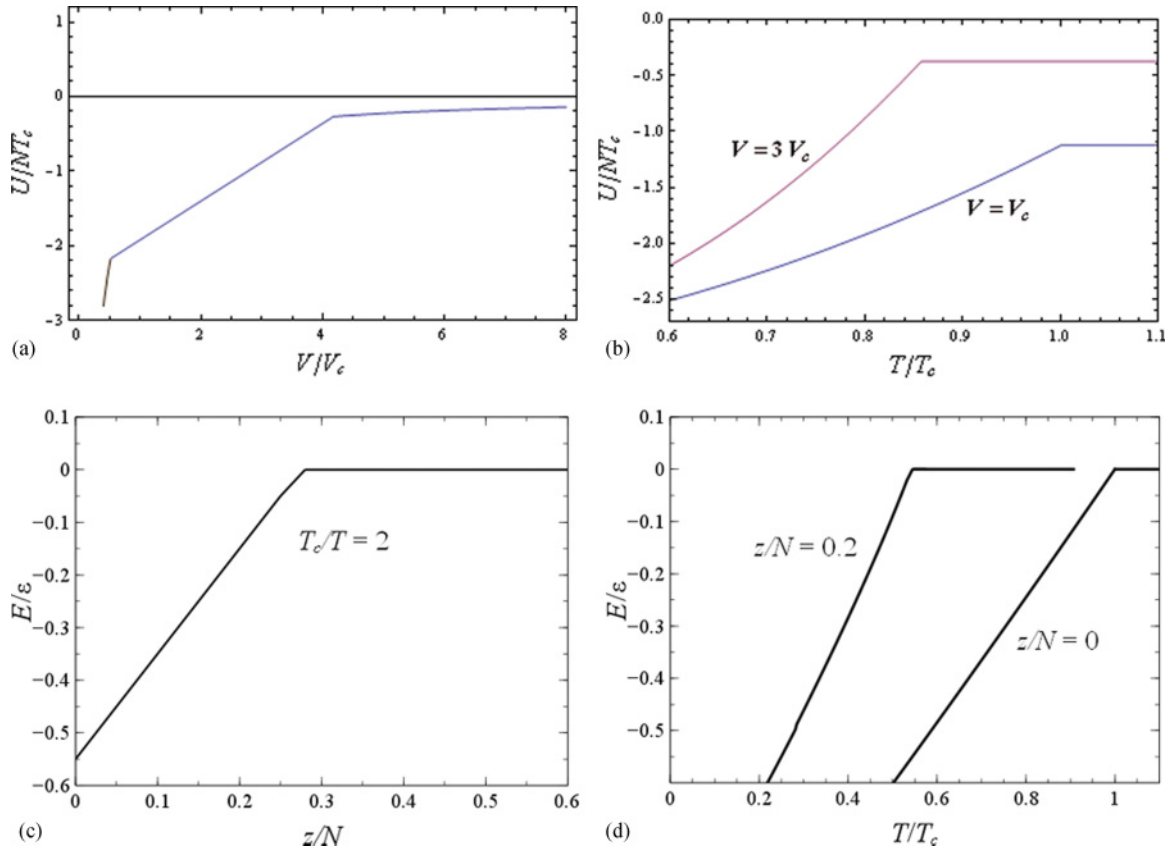 1
0
−1
−2
−3
U/NT_c
0
2
4
6
8
(a)
V/V_c
0.0
−0.5
−1.0
−1.5
−2.0
−2.5
U/NT_c
V = 3 V_c
V = V_c
0.6
0.7
0.8
0.9
1.0
1.1
(b)
T/T_c
0.1
0
−0.1
−0.2
−0.3
−0.4
−0.5
−0.6
E/ε
T_c/T = 2
0
0.1
0.2
0.3
0.4
0.5
0.6
(c)
z/N
0.1
0
−0.1
−0.2
−0.3
−0.4
−0.5
E/ε
z/N = 0.2
z/N = 0
0
0.2
0.4
0.6
0.8
1
(d)
T/T_c